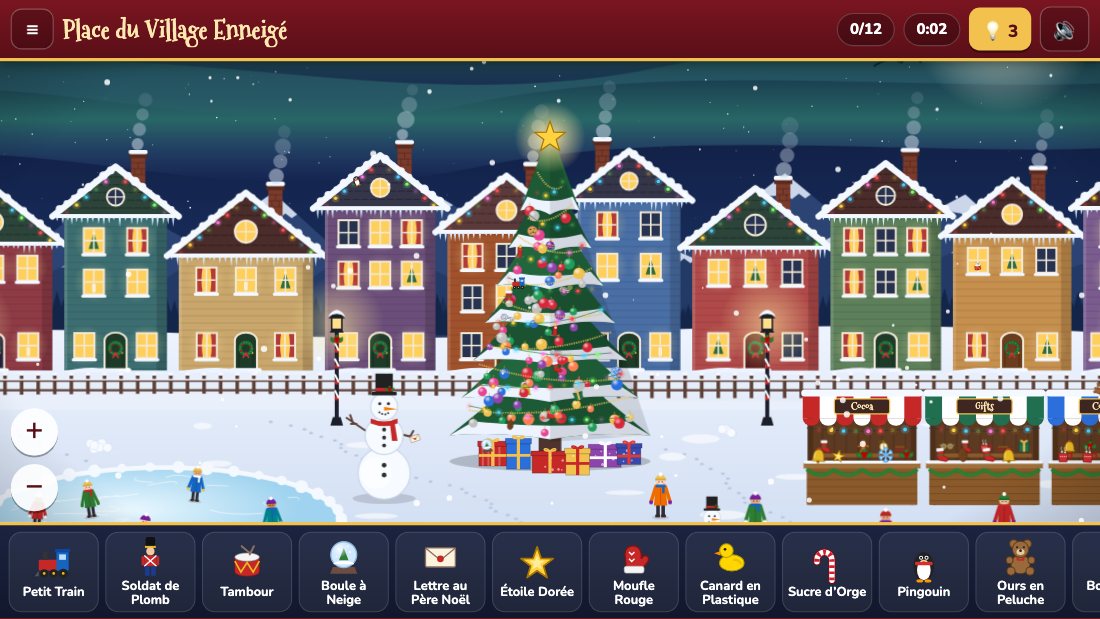 Place du Village Enneigé
0/12
0:02
3
Cocoa
Gifts
+
−
Petit Train
Soldat de
Plomb
Tambour
Boule à
Neige
Lettre au
Père Noël
Étoile Dorée
Moufle
Rouge
Canard en
Plastique
Sucre d'Orge
Pingouin
Ours en
Peluche